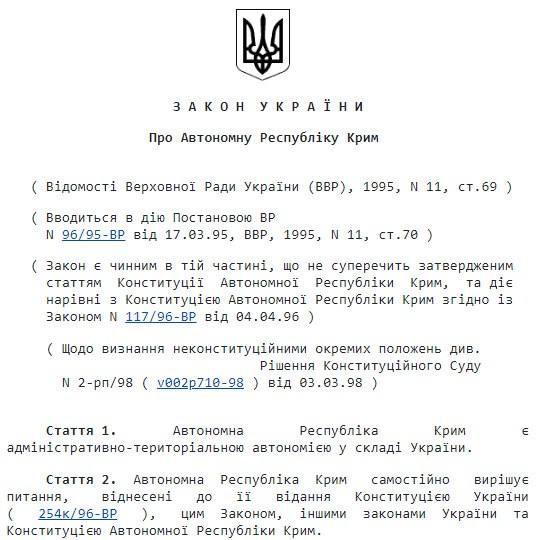 З А К О Н  У К Р А Ї Н И
Про Автономну Республіку Крим
( Відомості Верховної Ради України (ВВР), 1995, N 11, ст.69 )
( Вводиться в дію Постановою ВР
N 96/95-ВР від 17.03.95, ВВР, 1995, N 11, ст.70 )
( Закон є чинним в тій частині, що не суперечить затвердженим
статтям Конституції Автономної Республіки Крим, та діє
нарівні з Конституцією Автономної Республіки Крим згідно із
Законом N 117/96-ВР від 04.04.96 )
( Щодо визнання неконституційними окремих положень див.
Рішення Конституційного Суду
N 2-рп/98 ( v002p710-98 ) від 03.03.98 )
Стаття 1. Автономна Республіка Крим є
адміністративно-територіальною автономією у складі України.
Стаття 2. Автономна Республіка Крим самостійно вирішує
питання, віднесені до її відання Конституцією України
( 254к/96-ВР ), цим Законом, іншими законами України та
Конституцією Автономної Республіки Крим.